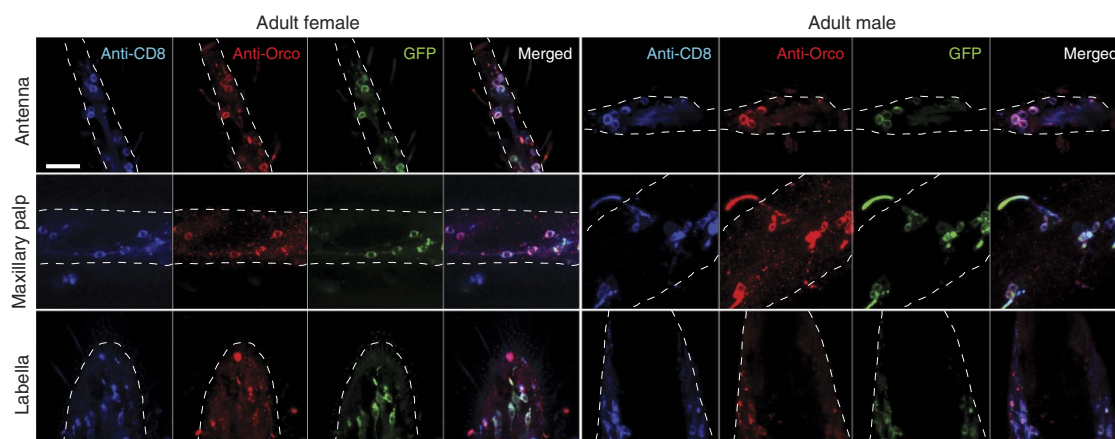 Adult female
Adult male
Anti-CD8 Anti-Orco GFP Merged Anti-CD8 Anti-Orco GFP Merged
Antenna
Maxillary palp
Labella